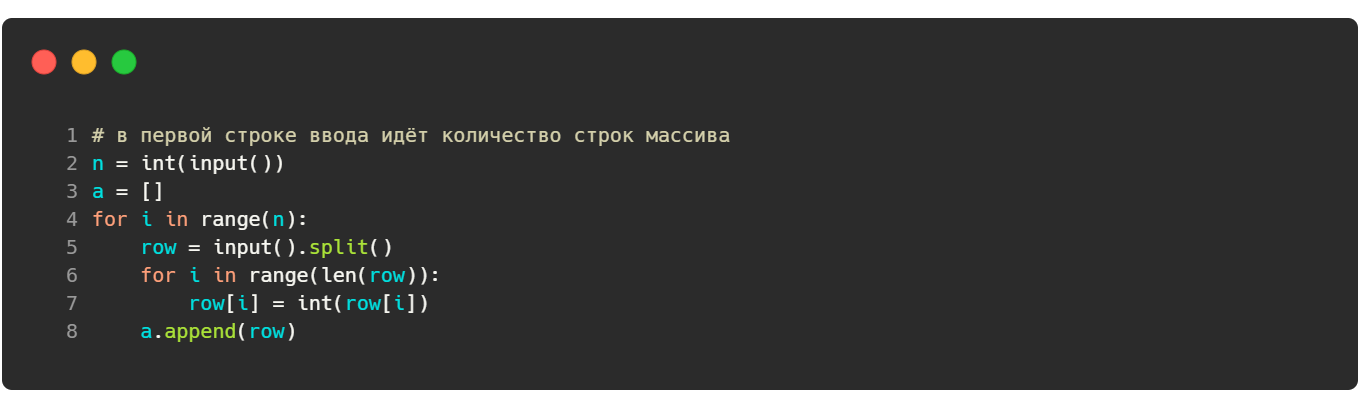 1 # в первой строке ввода идёт количество строк массива
2 n = int(input())
3 a = []
4 for i in range(n):
5     row = input().split()
6     for i in range(len(row)):
7         row[i] = int(row[i])
8     a.append(row)